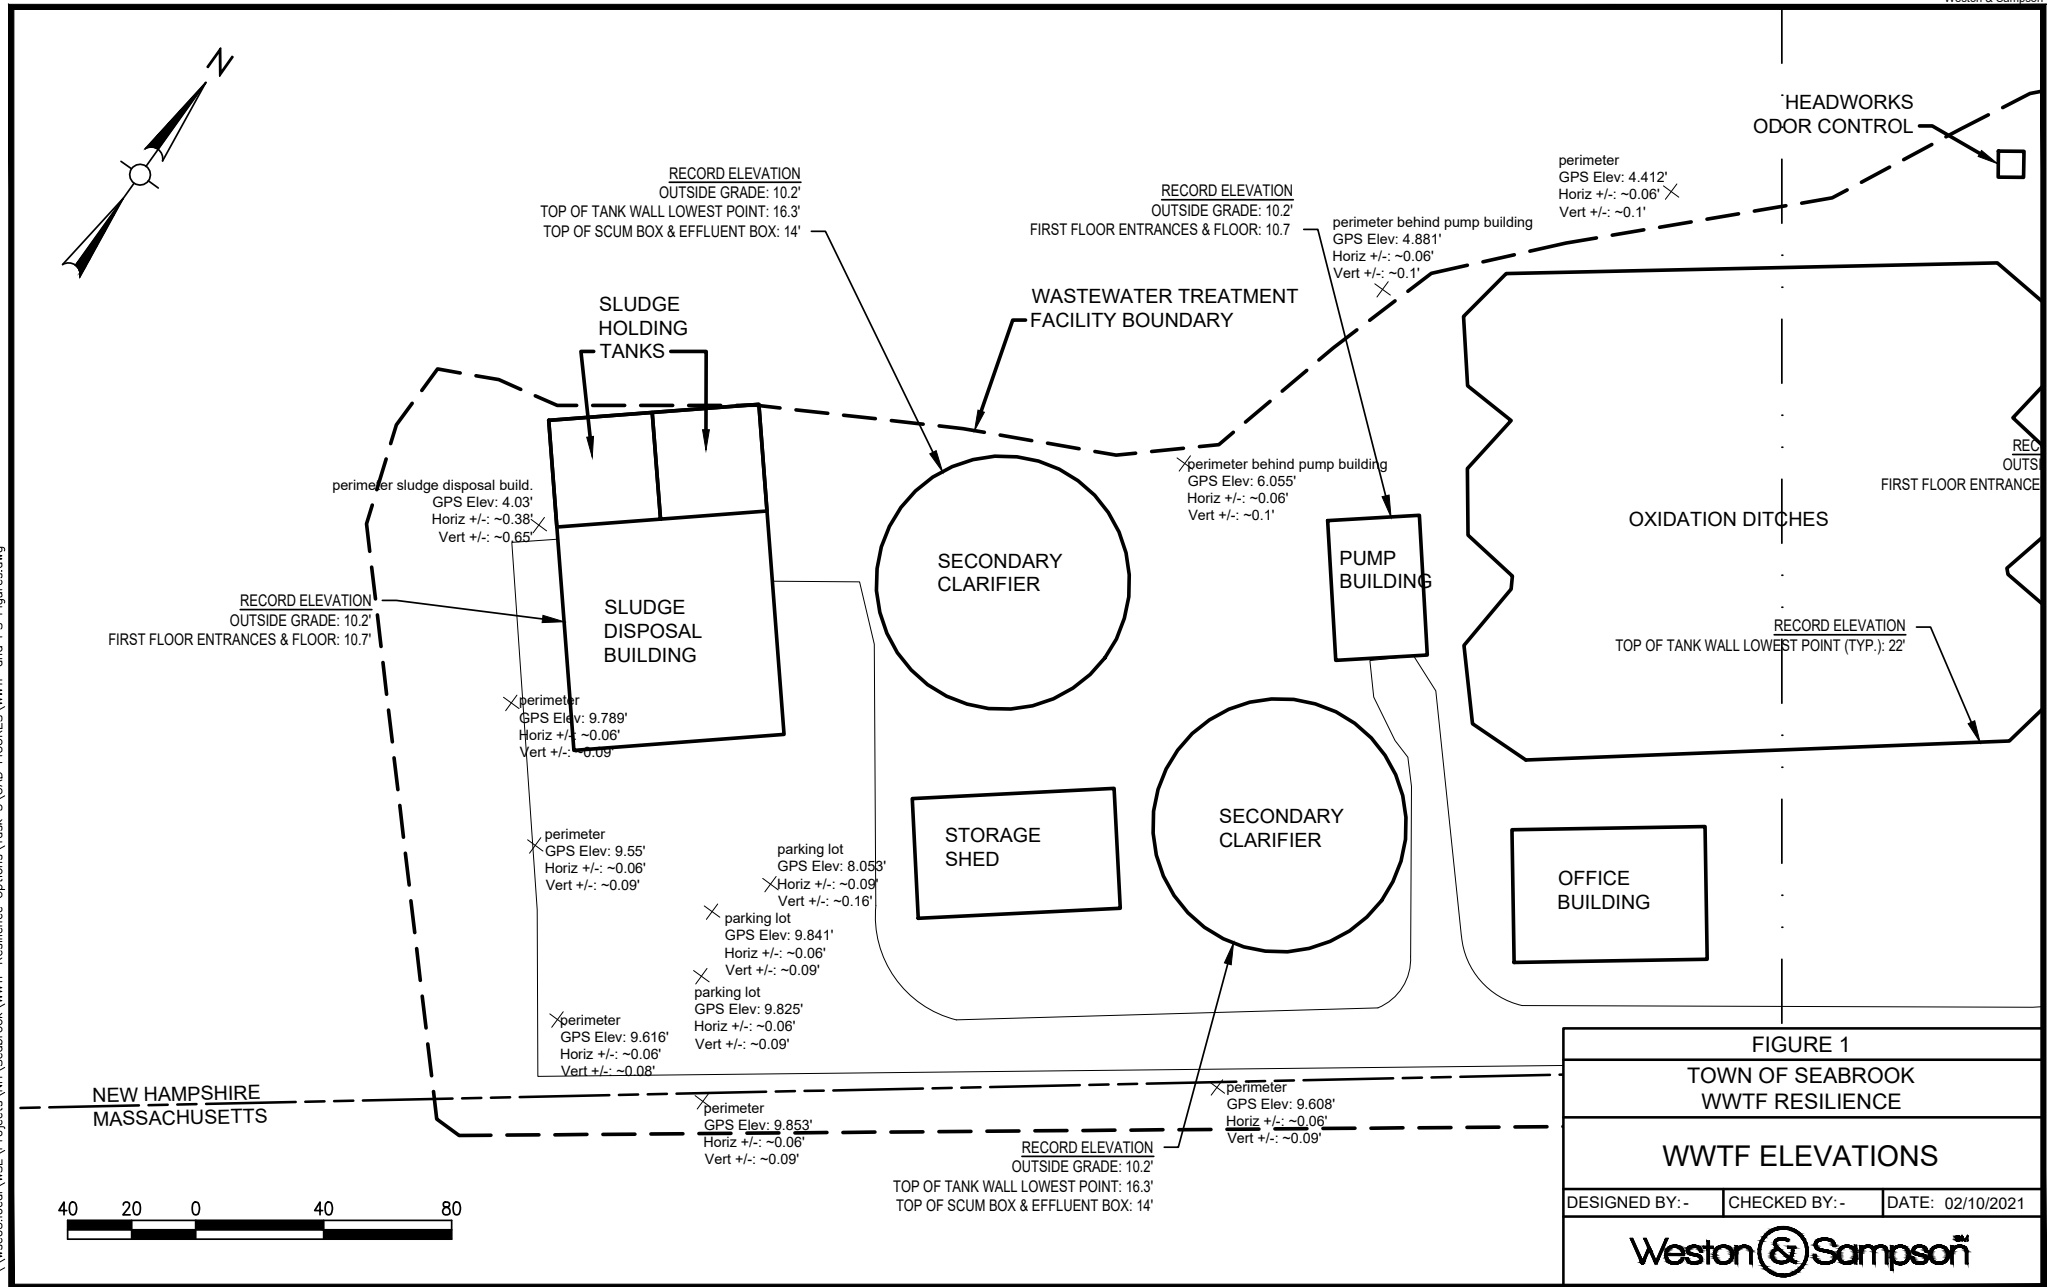 Weston & Sampson
N
HEADWORKS
ODOR CONTROL
RECORD ELEVATION
OUTSIDE GRADE: 10.2'
TOP OF TANK WALL LOWEST POINT: 16.3'
TOP OF SCUM BOX & EFFLUENT BOX: 14'
RECORD ELEVATION
OUTSIDE GRADE: 10.2'
FIRST FLOOR ENTRANCES & FLOOR: 10.7
perimeter
GPS Elev: 4.412'
Horiz +/-: ~0.06'
Vert +/-: ~0.1'
perimeter behind pump building
GPS Elev: 4.881'
Horiz +/-: ~0.06'
Vert +/-: ~0.1'
SLUDGE
HOLDING
TANKS
WASTEWATER TREATMENT
FACILITY BOUNDARY
perimeter sludge disposal build.
GPS Elev: 4.03'
Horiz +/-: ~0.38'
Vert +/-: ~0.65'
perimeter behind pump building
GPS Elev: 6.055'
Horiz +/-: ~0.06'
Vert +/-: ~0.1'
REC
OUTSI
FIRST FLOOR ENTRANCE
OXIDATION DITCHES
SECONDARY
CLARIFIER
PUMP
BUILDING
RECORD ELEVATION
OUTSIDE GRADE: 10.2'
FIRST FLOOR ENTRANCES & FLOOR: 10.7'
SLUDGE
DISPOSAL
BUILDING
RECORD ELEVATION
TOP OF TANK WALL LOWEST POINT (TYP.): 22'
perimeter
GPS Elev: 9.789'
Horiz +/-: ~0.06'
Vert +/-: ~0.09'
perimeter
GPS Elev: 9.55'
Horiz +/-: ~0.06'
Vert +/-: ~0.09'
parking lot
GPS Elev: 8.053'
Horiz +/-: ~0.09'
Vert +/-: ~0.16'
STORAGE
SHED
SECONDARY
CLARIFIER
OFFICE
BUILDING
parking lot
GPS Elev: 9.841'
Horiz +/-: ~0.06'
Vert +/-: ~0.09'
parking lot
GPS Elev: 9.825'
Horiz +/-: ~0.06'
Vert +/-: ~0.09'
perimeter
GPS Elev: 9.616'
Horiz +/-: ~0.06'
Vert +/-: ~0.08'
NEW HAMPSHIRE
MASSACHUSETTS
perimeter
GPS Elev: 9.853'
Horiz +/-: ~0.06'
Vert +/-: ~0.09'
perimeter
GPS Elev: 9.608'
Horiz +/-: ~0.06'
Vert +/-: ~0.09'
RECORD ELEVATION
OUTSIDE GRADE: 10.2'
TOP OF TANK WALL LOWEST POINT: 16.3'
TOP OF SCUM BOX & EFFLUENT BOX: 14'
40 20 0 40 80
FIGURE 1
TOWN OF SEABROOK
WWTF RESILIENCE
WWTF ELEVATIONS
DESIGNED BY: - CHECKED BY: - DATE: 02/10/2021
Weston & Sampson SM